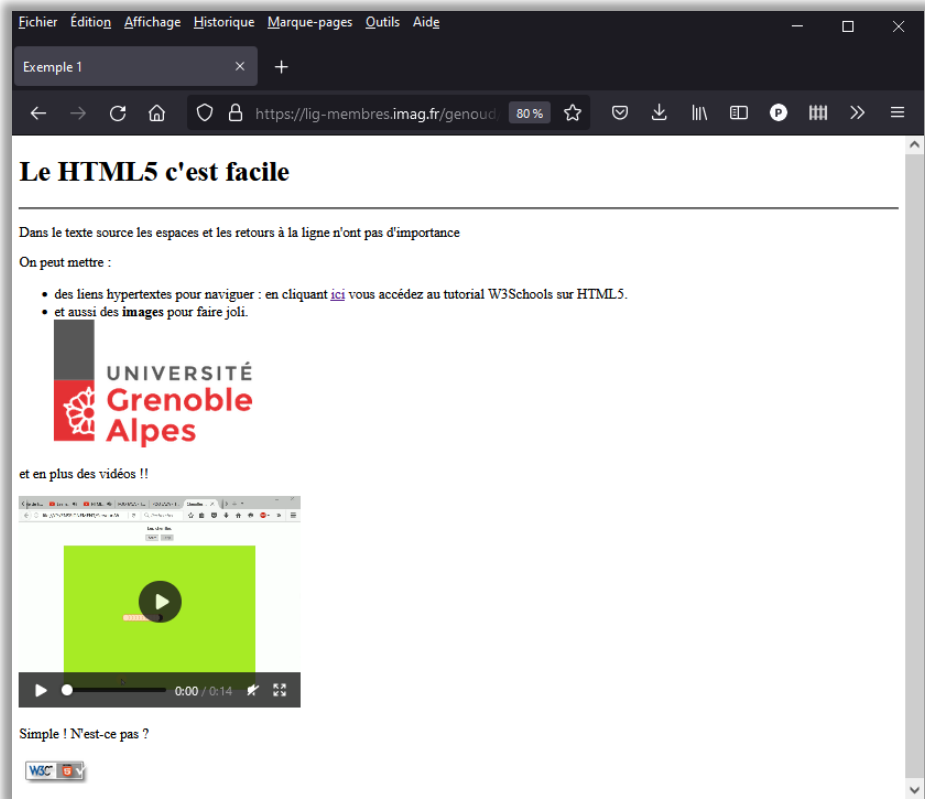 Fichier Édition Affichage Historique Marque-pages Outils Aide
Exemple 1
https://lig-membres.imag.fr/genoud 80 %
Le HTML5 c'est facile
Dans le texte source les espaces et les retours à la ligne n'ont pas d'importance
On peut mettre :
• des liens hypertextes pour naviguer : en cliquant ici vous accédez au tutorial W3Schools sur HTML5.
• et aussi des images pour faire joli.
UNIVERSITÉ
Grenoble
Alpes
et en plus des vidéos !!
0:00 / 0:14
Simple ! N'est-ce pas ?
W3C